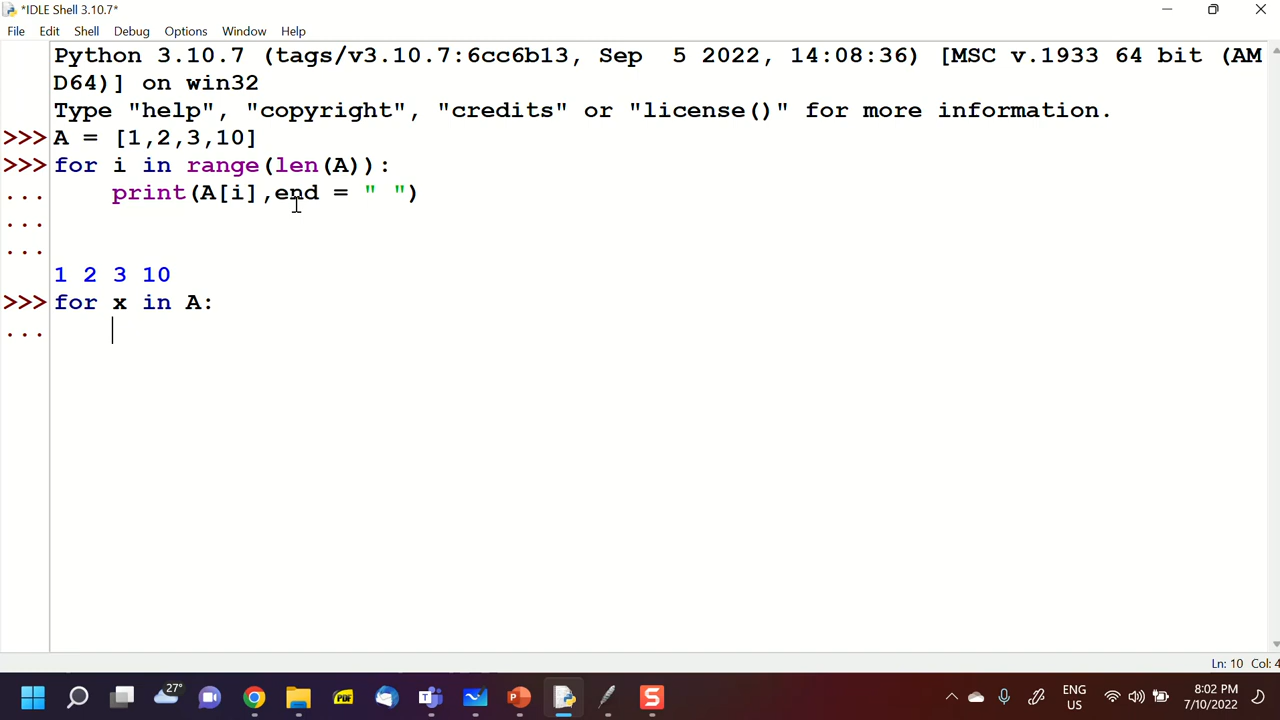 *IDLE Shell 3.10.7*
File Edit Shell Debug Options Window Help
Python 3.10.7 (tags/v3.10.7:6cc6b13, Sep  5 2022, 14:08:36) [MSC v.1933 64 bit (AM
D64)] on win32
Type "help", "copyright", "credits" or "license()" for more information.
>>> A = [1,2,3,10]
>>> for i in range(len(A)):
...     print(A[i],end = " ")
...
...
1 2 3 10
>>> for x in A:
...
Ln: 10 Col: 4
27°
PDF
ENG
US
8:02 PM
7/10/2022